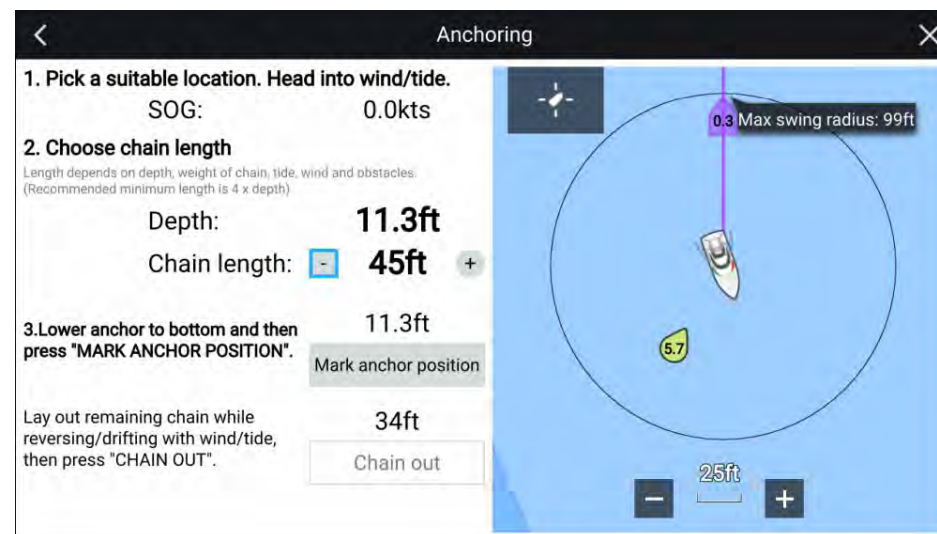 Anchoring
1. Pick a suitable location. Head into wind/tide.
SOG: 0.0kts
2. Choose chain length
Length depends on depth, weight of chain, tide, wind and obstacles.
(Recommended minimum length is 4 x depth)
Depth: 11.3ft
Chain length: - 45ft +
3.Lower anchor to bottom and then
press "MARK ANCHOR POSITION".
11.3ft
Mark anchor position
Lay out remaining chain while
reversing/drifting with wind/tide,
then press "CHAIN OUT".
34ft
Chain out
0.3 Max swing radius: 99ft
5.7
25ft